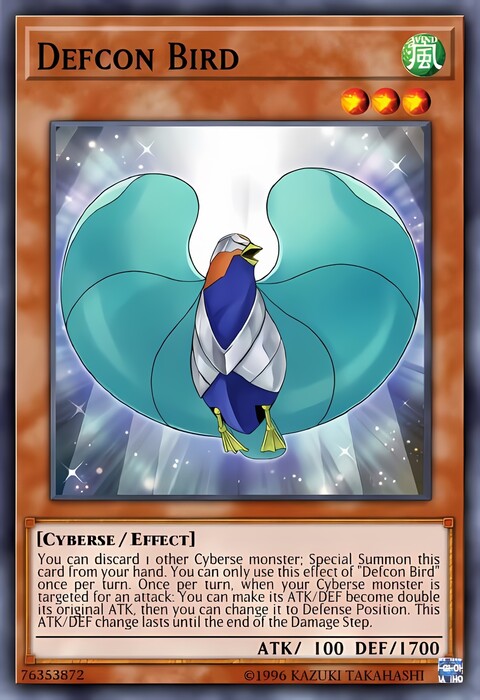 Defcon Bird
WIND
風
[Cyberse / Effect]
You can discard 1 other Cyberse monster; Special Summon this
card from your hand. You can only use this effect of "Defcon Bird"
once per turn. Once per turn, when your Cyberse monster is
targeted for an attack: You can make its ATK/DEF become double
its original ATK, then you can change it to Defense Position. This
ATK/DEF change lasts until the end of the Damage Step.
ATK/ 100 DEF/1700
76353872
©1996 KAZUKI TAKAHASHI